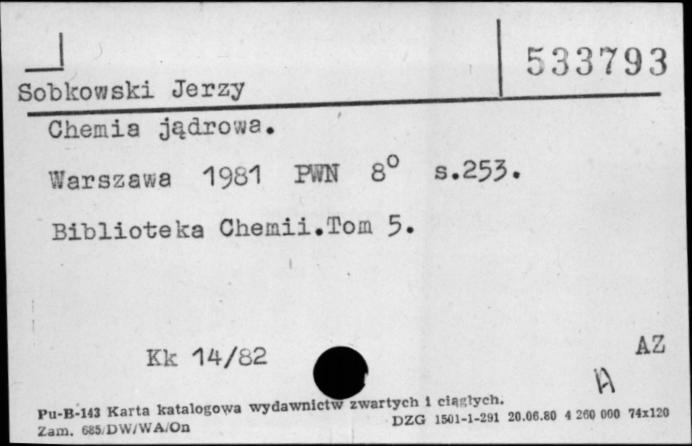 533793
Sobkowski Jerzy
Chemia jądrowa.
Warszawa 1981 PWN 8° s.253.
Biblioteka Chemii.Tom 5.
Kk 14/82
AZ
A
Pu-B-143 Karta katalogowa wydawnictw zwartych i ciągłych.
Zam. 685/DW/WA/On
DZG 1501-1-291 20.06.80 4 260 000 74x120